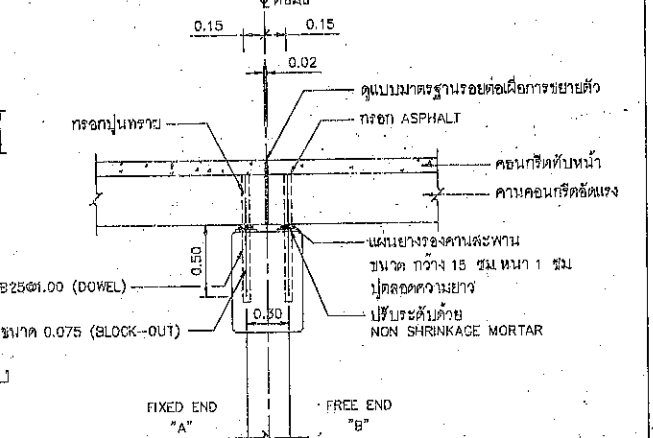 0.15
0.15
0.02
ดูแบบมาตรฐานรอยต่อเผื่อการขยายตัว
กรอกปูนทราย
กรอก ASPHALT
คอนกรีตทับหน้า
คานคอนกรีตอัดแรง
แผ่นยางรองคานสะพาน
ขนาด กว้าง 15 ซม. หนา 1 ซม.
ปูตลอดความยาว
0.50
B25@1.00 (DOWEL)
ขนาด 0.075 (BLOCK-OUT)
0.30
ปรับระดับด้วย
NON SHRINKAGE MORTAR
FIXED END
"A"
FREE END
"B"